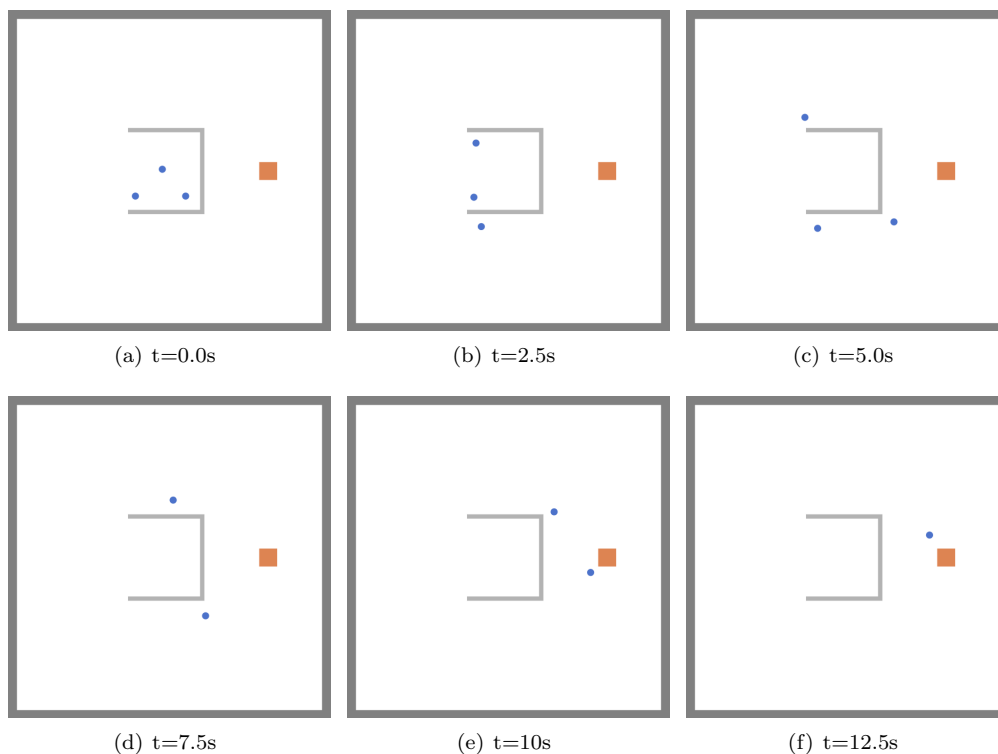 (a) t=0.0s
(b) t=2.5s
(c) t=5.0s
(d) t=7.5s
(e) t=10s
(f) t=12.5s